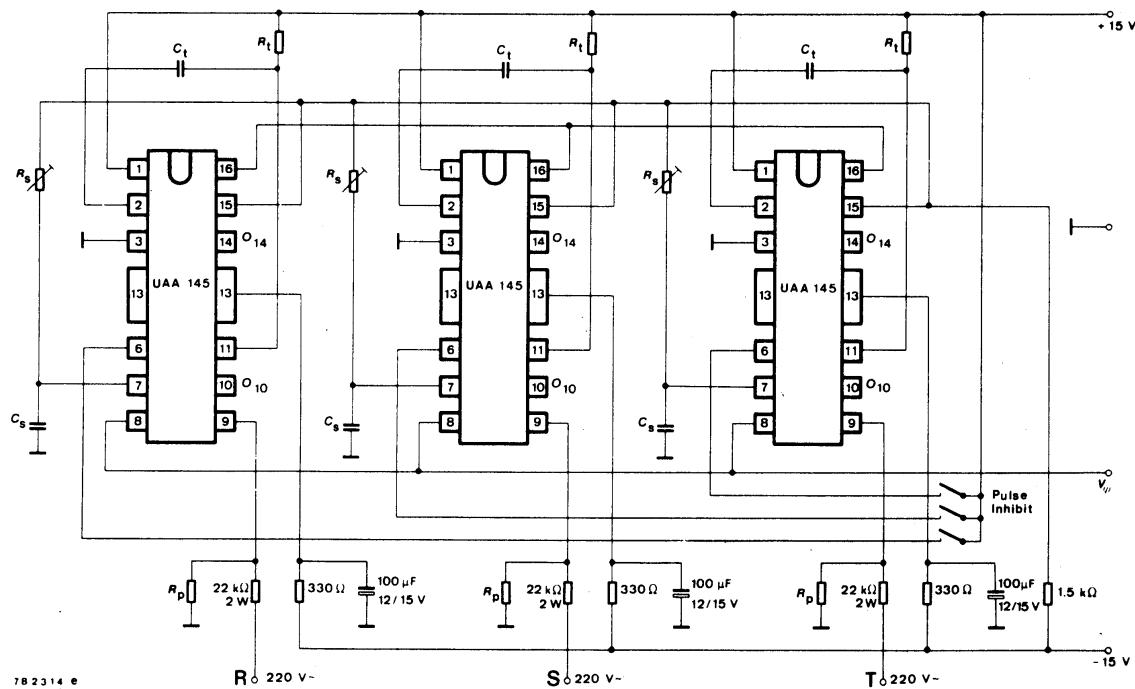 + 15 V
Rt Rt Rt
Ct Ct Ct
Rs Rs Rs
1 16 1 16 1 16
2 15 2 15 2 15
3 14 O14 3 14 O14 3 14 O14
UAA 145 UAA 145 UAA 145
13 13 13 13 13 13
6 11 6 11 6 11
7 10 O10 7 10 O10 7 10 O10
Cs 8 9 Cs 8 9 Cs 8 9
Vψ
Pulse
Inhibit
Rp 22 kΩ 330 Ω 100 μF Rp 22 kΩ 330 Ω 100 μF Rp 22 kΩ 330 Ω 100μF 1.5 kΩ
2 W 12/15 V 2W 12/15 V 2W 12/15 V
- 15 V
782314 e R 220 V~ S 220 V~ T 220 V~